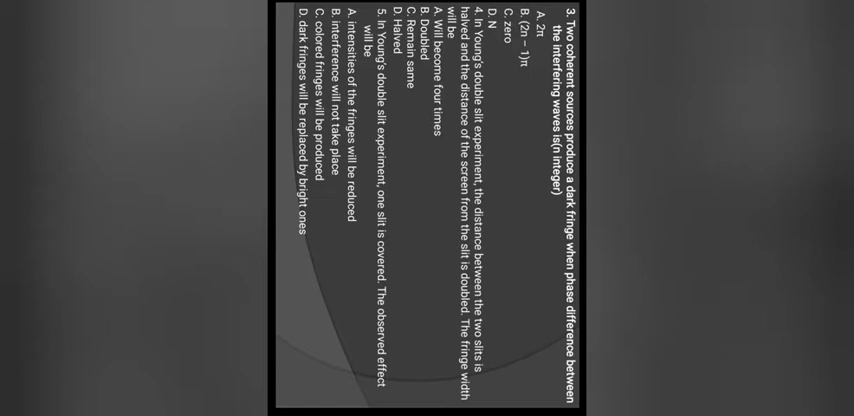 3. Two coherent sources produce a dark fringe when phase difference between
the interfering waves is(n integer)
A. 2π
B. (2n – 1)π
C. zero
D. N
4. In Young's double slit experiment, the distance between the two slits is
halved and the distance of the screen from the slit is doubled. The fringe width
will be
A. Will become four times
B. Doubled
C. Remain same
D. Halved
5. In Young's double slit experiment, one slit is covered. The observed effect
will be
A. intensities of the fringes will be reduced
B. interference will not take place
C. colored fringes will be produced
D. dark fringes will be replaced by bright ones